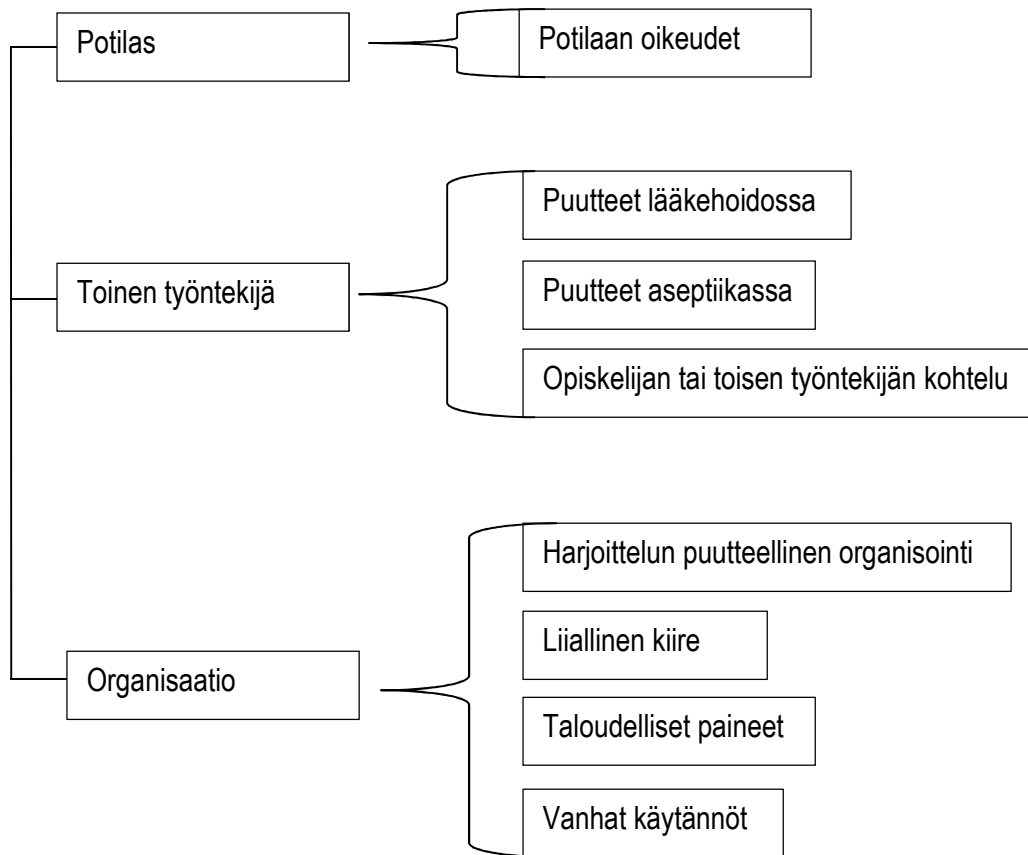 Potilas
Potilaan oikeudet
Toinen työntekijä
Puutteet lääkehoidossa
Puutteet aseptiikassa
Opiskelijan tai toisen työntekijän kohtelu
Organisaatio
Harjoittelun puutteellinen organisointi
Liiallinen kiire
Taloudelliset paineet
Vanhat käytännöt